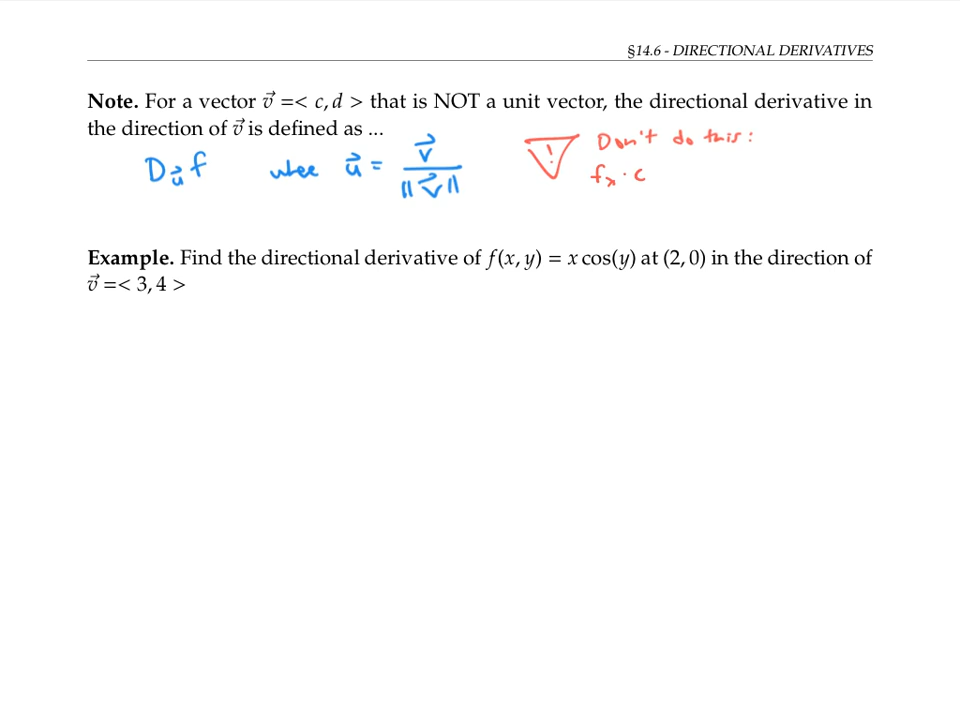 §14.6 - DIRECTIONAL DERIVATIVES
Note. For a vector v⃗ =< c, d > that is NOT a unit vector, the directional derivative in
the direction of v⃗ is defined as ...
D_u⃗ f whee u⃗ = v⃗ / ||v⃗||
! Don't do this:
f_x · c
Example. Find the directional derivative of f(x, y) = x cos(y) at (2, 0) in the direction of
v⃗ =< 3, 4 >